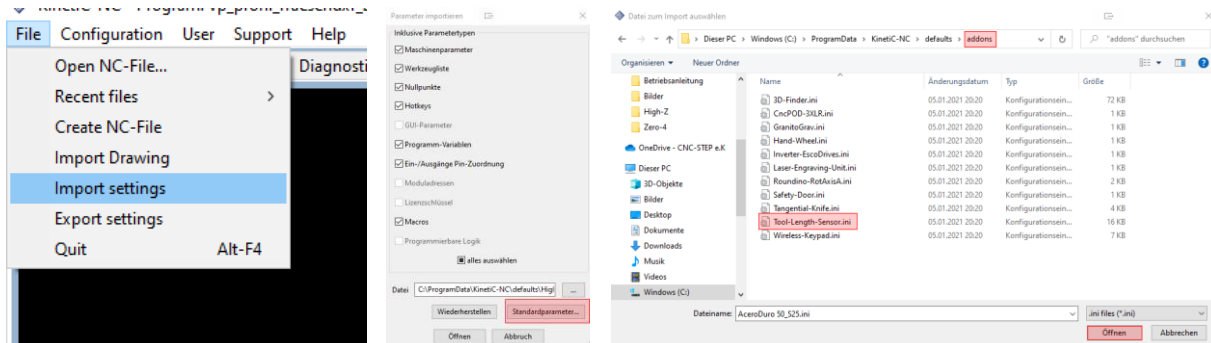 File Configuration User Support Help
Diagnosti
Open NC-File...
Recent files
Create NC-File
Import Drawing
Import settings
Export settings
Quit Alt-F4
Parameter importieren
Inklusive Parametertypen
Maschinenparameter
Werkzeugliste
Nullpunkte
Hotkeys
GUI-Parameter
Programm-Variablen
Ein-/Ausgänge Pin-Zuordnung
Moduladressen
Lizenzschlüssel
Macros
Programmierbare Logik
alles auswählen
Datei C:\ProgramData\KinetiC-NC\defaults\Higl ...
Wiederherstellen Standardparameter...
Öffnen Abbruch
Datei zum Import auswählen
Dieser PC > Windows (C:) > ProgramData > KinetiC-NC > defaults > addons
"addons" durchsuchen
Organisieren Neuer Ordner
Betriebsanleitung
Bilder
High-Z
Zero-4
OneDrive - CNC-STEP e.K
Dieser PC
3D-Objekte
Bilder
Desktop
Dokumente
Downloads
Musik
Videos
Windows (C:)
Name Änderungsdatum Typ Größe
3D-Finder.ini 05.01.2021 20:20 Konfigurationsein... 72 KB
CncPOD-3XLR.ini 05.01.2021 20:20 Konfigurationsein... 1 KB
GranitoGrav.ini 05.01.2021 20:20 Konfigurationsein... 1 KB
Hand-Wheel.ini 05.01.2021 20:20 Konfigurationsein... 1 KB
Inverter-EscoDrives.ini 05.01.2021 20:20 Konfigurationsein... 1 KB
Laser-Engraving-Unit.ini 05.01.2021 20:20 Konfigurationsein... 1 KB
Roundino-RotAxisA.ini 05.01.2021 20:20 Konfigurationsein... 2 KB
Safety-Door.ini 05.01.2021 20:20 Konfigurationsein... 1 KB
Tangential-Knife.ini 05.01.2021 20:20 Konfigurationsein... 4 KB
Tool-Length-Sensor.ini 05.01.2021 20:20 Konfigurationsein... 16 KB
Wireless-Keypad.ini 05.01.2021 20:20 Konfigurationsein... 7 KB
Dateiname: AceroDuro 50_S25.ini .ini files (*.ini)
Öffnen Abbrechen